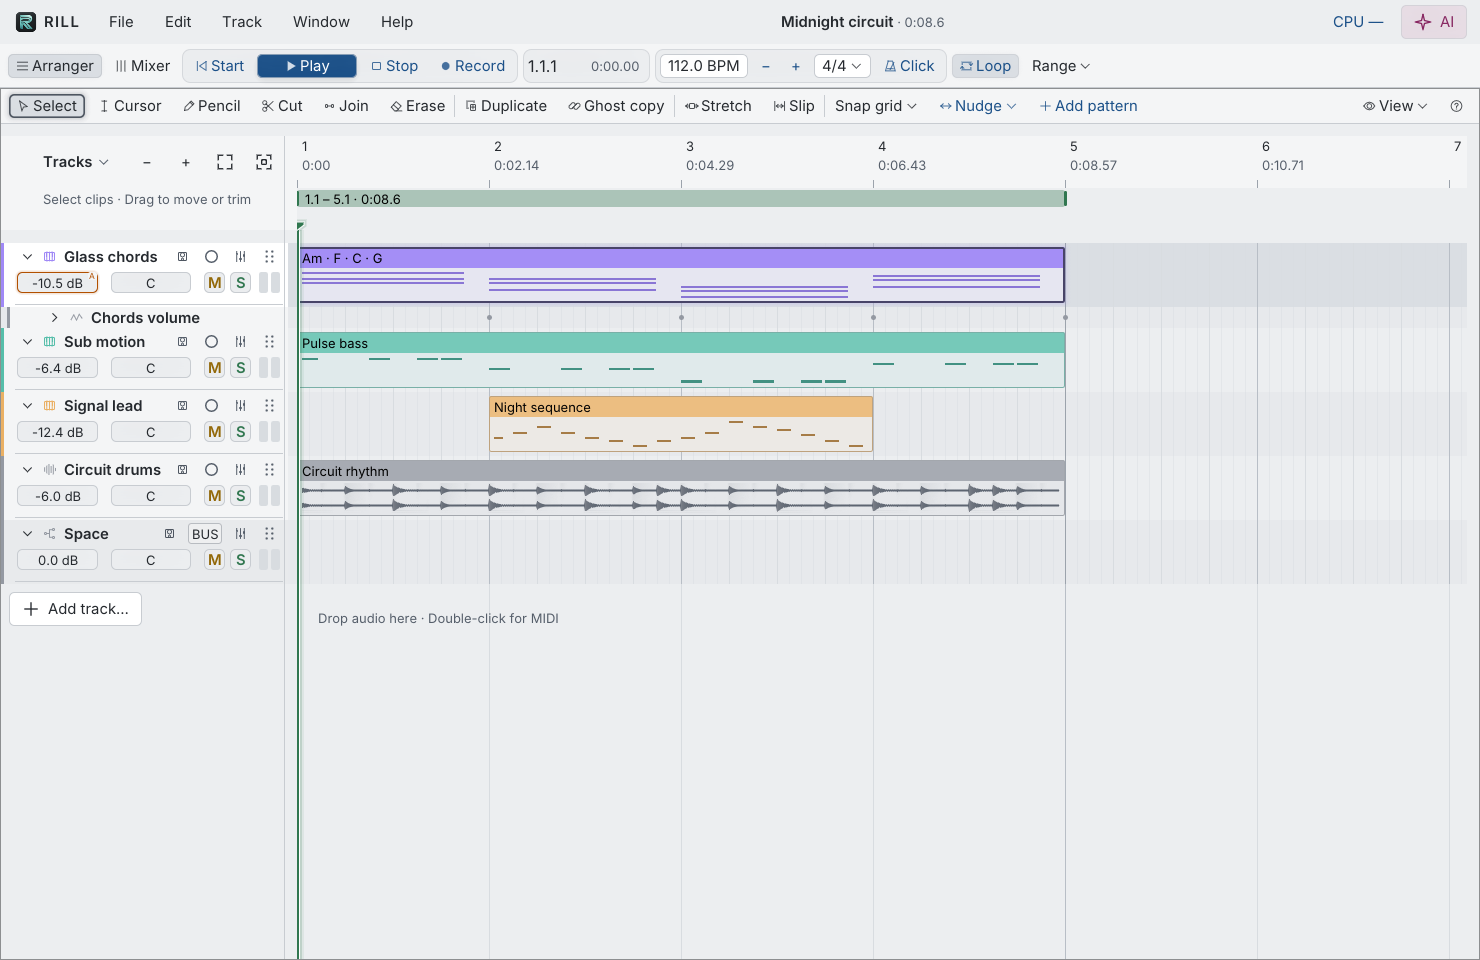 RILL File Edit Track Window Help Midnight circuit · 0:08.6 CPU — AI
Arranger Mixer Start Play Stop Record 1.1.1 0:00.00 112.0 BPM − + 4/4 Click Loop Range
Select Cursor Pencil Cut Join Erase Duplicate Ghost copy Stretch Slip Snap grid Nudge + Add pattern View ?
Tracks − +
1 2 3 4 5 6 7
0:00 0:02.14 0:04.29 0:06.43 0:08.57 0:10.71
Select clips · Drag to move or trim
1.1 – 5.1 · 0:08.6
Glass chords
Am · F · C · G
-10.5 dB A C M S
Chords volume
Sub motion
Pulse bass
-6.4 dB C M S
Signal lead
Night sequence
-12.4 dB C M S
Circuit drums
Circuit rhythm
-6.0 dB C M S
Space BUS
0.0 dB C M S
+ Add track...
Drop audio here · Double-click for MIDI